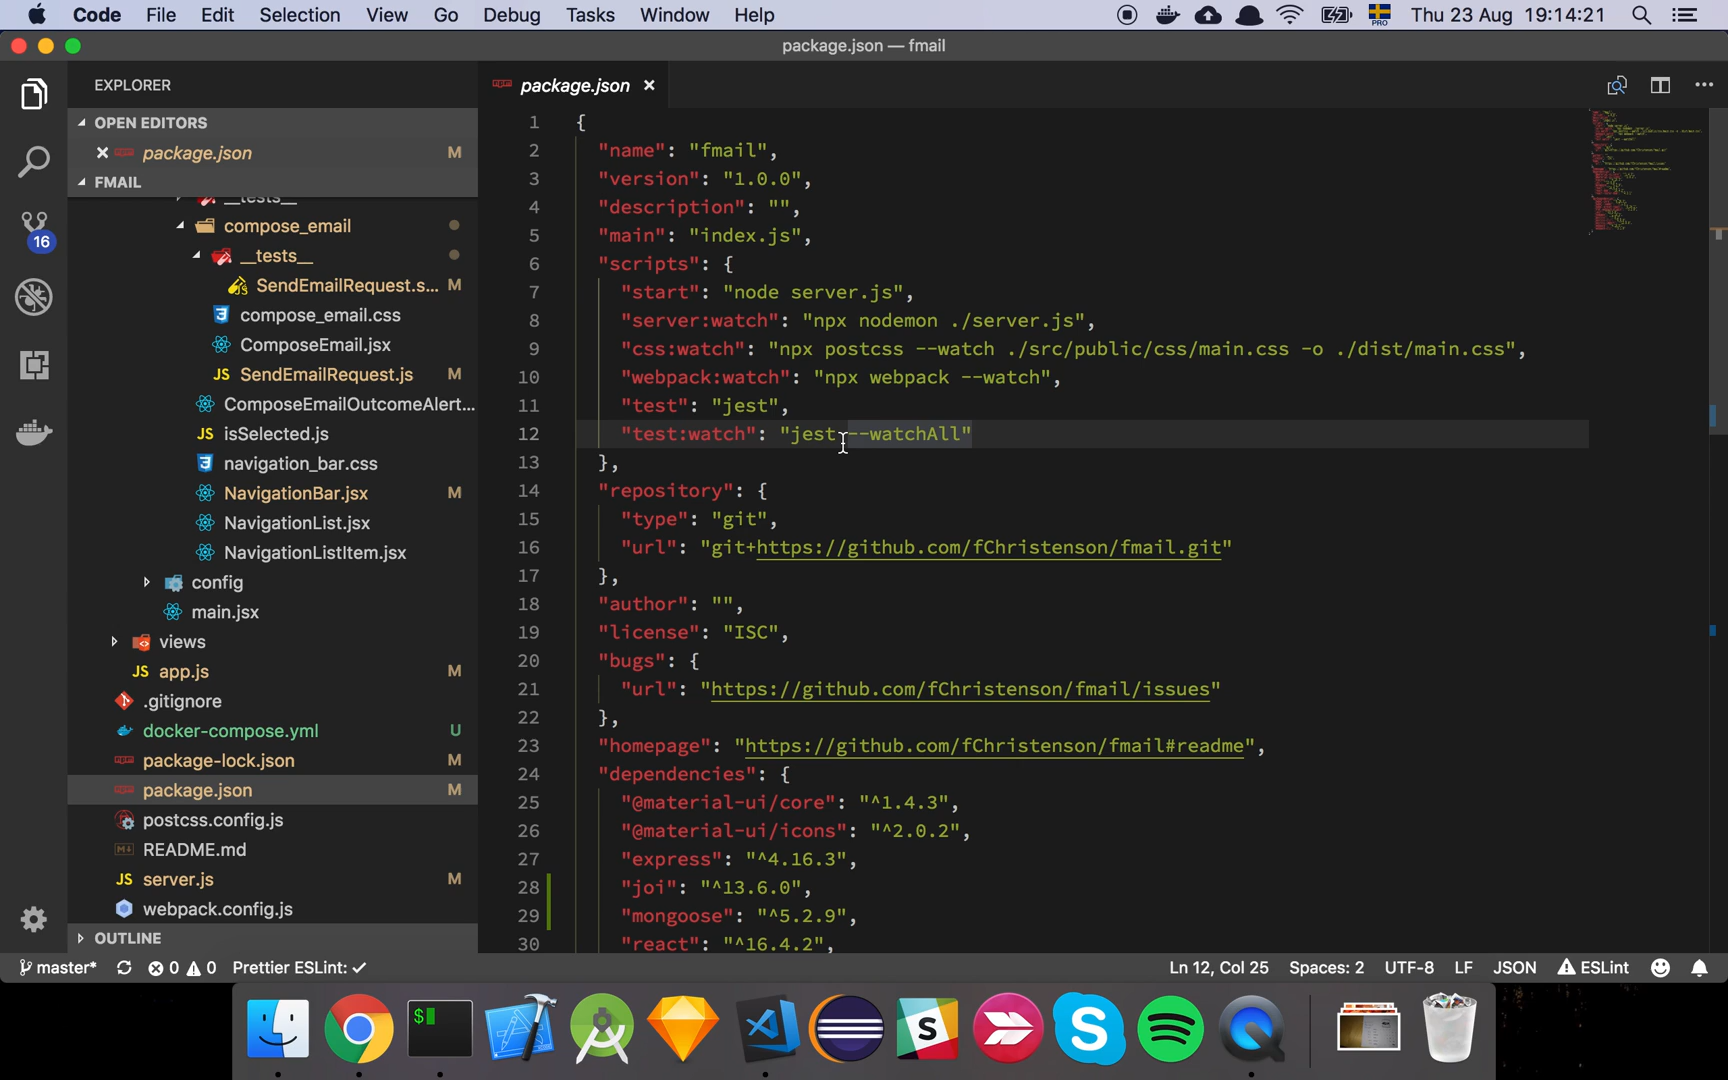 Code File Edit Selection View Go Debug Tasks Window Help PRO Thu 23 Aug 19:14:21
package.json — fmail
EXPLORER
OPEN EDITORS
package.json M
FMAIL
__tests__
compose_email
__tests__
SendEmailRequest.s... M
compose_email.css
ComposeEmail.jsx
JS SendEmailRequest.js M
ComposeEmailOutcomeAlert...
JS isSelected.js
navigation_bar.css
NavigationBar.jsx M
NavigationList.jsx
NavigationListItem.jsx
config
main.jsx
views
JS app.js M
.gitignore
docker-compose.yml U
package-lock.json M
package.json M
postcss.config.js
README.md
JS server.js M
webpack.config.js
OUTLINE
16
package.json
1 {
2 "name": "fmail",
3 "version": "1.0.0",
4 "description": "",
5 "main": "index.js",
6 "scripts": {
7 "start": "node server.js",
8 "server:watch": "npx nodemon ./server.js",
9 "css:watch": "npx postcss --watch ./src/public/css/main.css -o ./dist/main.css",
10 "webpack:watch": "npx webpack --watch",
11 "test": "jest",
12 "test:watch": "jest --watchAll"
13 },
14 "repository": {
15 "type": "git",
16 "url": "git+https://github.com/fChristenson/fmail.git"
17 },
18 "author": "",
19 "license": "ISC",
20 "bugs": {
21 "url": "https://github.com/fChristenson/fmail/issues"
22 },
23 "homepage": "https://github.com/fChristenson/fmail#readme",
24 "dependencies": {
25 "@material-ui/core": "^1.4.3",
26 "@material-ui/icons": "^2.0.2",
27 "express": "^4.16.3",
28 "joi": "^13.6.0",
29 "mongoose": "^5.2.9",
30 "react": "^16.4.2",
master* 0 0 Prettier ESLint: ✓ Ln 12, Col 25 Spaces: 2 UTF-8 LF JSON ESLint
$
S